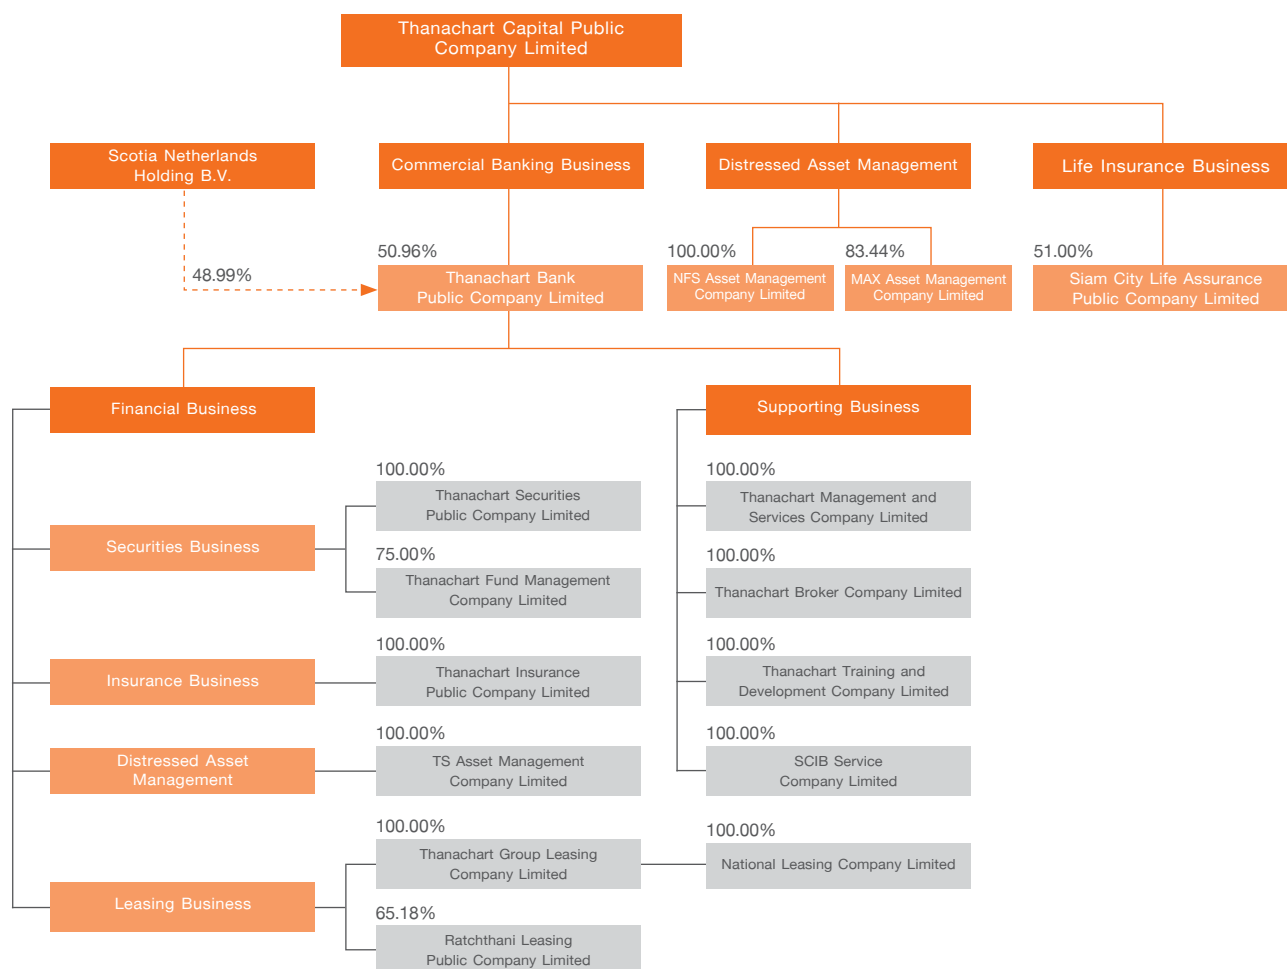 Thanachart Capital Public
Company Limited
Scotia Netherlands
Holding B.V.
Commercial Banking Business
Distressed Asset Management
Life Insurance Business
48.99%
50.96%
Thanachart Bank
Public Company Limited
100.00%
NFS Asset Management
Company Limited
83.44%
MAX Asset Management
Company Limited
51.00%
Siam City Life Assurance
Public Company Limited
Financial Business
Supporting Business
Securities Business
100.00%
Thanachart Securities
Public Company Limited
75.00%
Thanachart Fund Management
Company Limited
Insurance Business
100.00%
Thanachart Insurance
Public Company Limited
Distressed Asset
Management
100.00%
TS Asset Management
Company Limited
Leasing Business
100.00%
Thanachart Group Leasing
Company Limited
100.00%
National Leasing Company Limited
65.18%
Ratchthani Leasing
Public Company Limited
100.00%
Thanachart Management and
Services Company Limited
100.00%
Thanachart Broker Company Limited
100.00%
Thanachart Training and
Development Company Limited
100.00%
SCIB Service
Company Limited